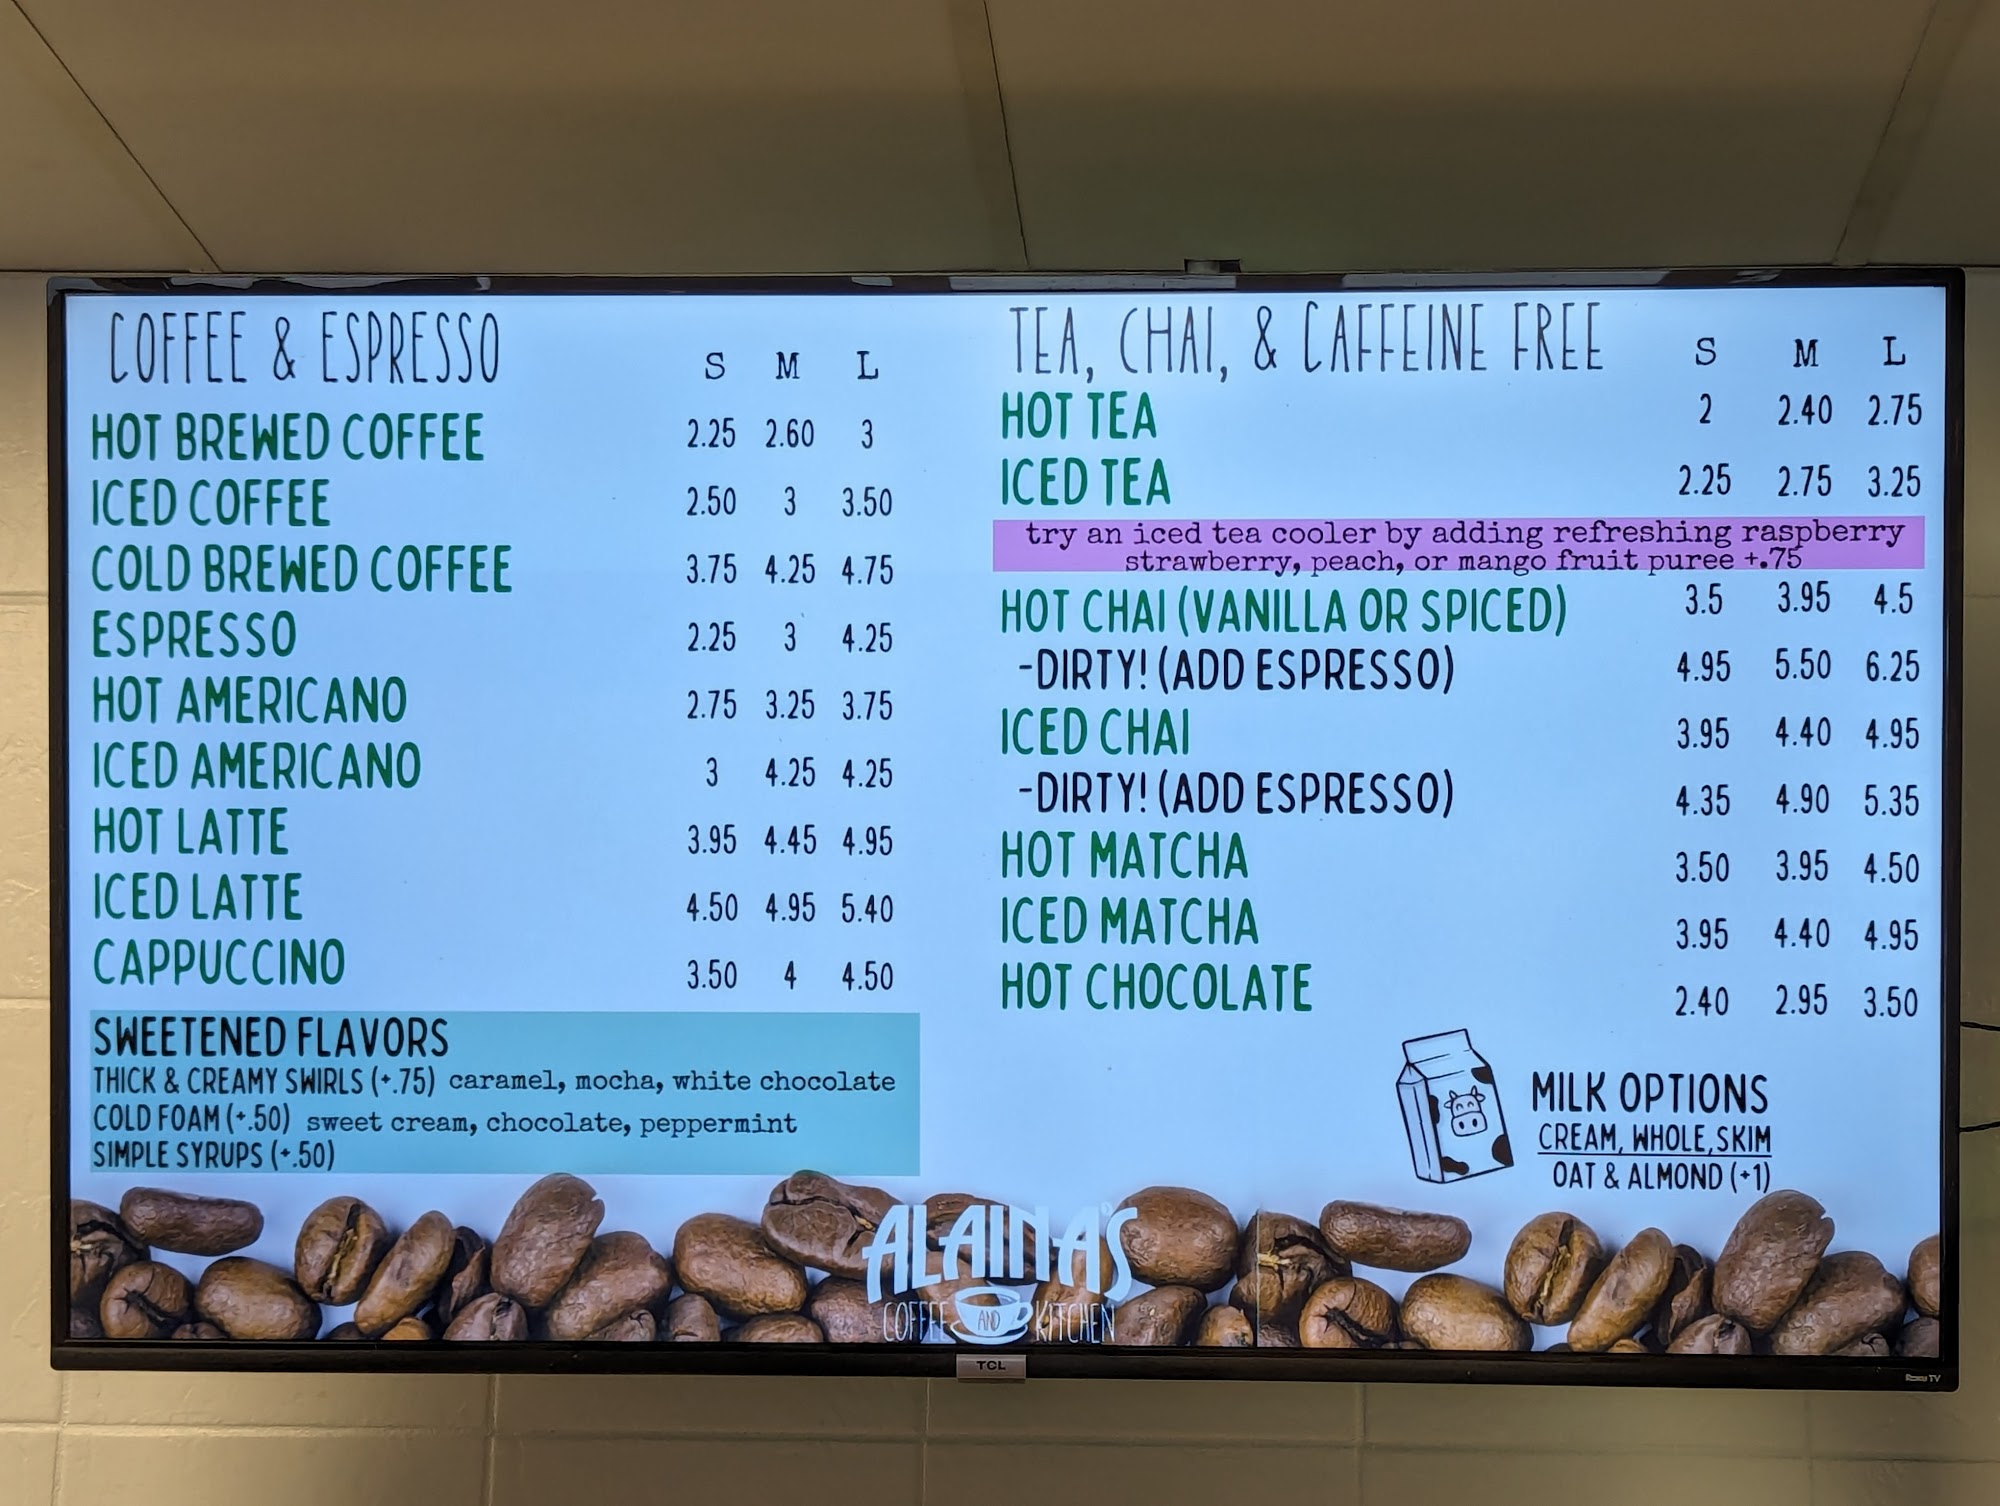 COFFEE & ESPRESSO S M L
HOT BREWED COFFEE 2.25 2.60 3
ICED COFFEE 2.50 3 3.50
COLD BREWED COFFEE 3.75 4.25 4.75
ESPRESSO 2.25 3 4.25
HOT AMERICANO 2.75 3.25 3.75
ICED AMERICANO 3 4.25 4.25
HOT LATTE 3.95 4.45 4.95
ICED LATTE 4.50 4.95 5.40
CAPPUCCINO 3.50 4 4.50
SWEETENED FLAVORS
THICK & CREAMY SWIRLS (+.75) caramel, mocha, white chocolate
COLD FOAM (+.50) sweet cream, chocolate, peppermint
SIMPLE SYRUPS (+.50)
TEA, CHAI, & CAFFEINE FREE S M L
HOT TEA 2 2.40 2.75
ICED TEA 2.25 2.75 3.25
try an iced tea cooler by adding refreshing raspberry
strawberry, peach, or mango fruit puree +.75
HOT CHAI (VANILLA OR SPICED) 3.5 3.95 4.5
-DIRTY! (ADD ESPRESSO) 4.95 5.50 6.25
ICED CHAI 3.95 4.40 4.95
-DIRTY! (ADD ESPRESSO) 4.35 4.90 5.35
HOT MATCHA 3.50 3.95 4.50
ICED MATCHA 3.95 4.40 4.95
HOT CHOCOLATE 2.40 2.95 3.50
MILK OPTIONS
CREAM, WHOLE, SKIM
OAT & ALMOND (+1)
ALAINA'S
COFFEE AND KITCHEN
TCL
Roku TV